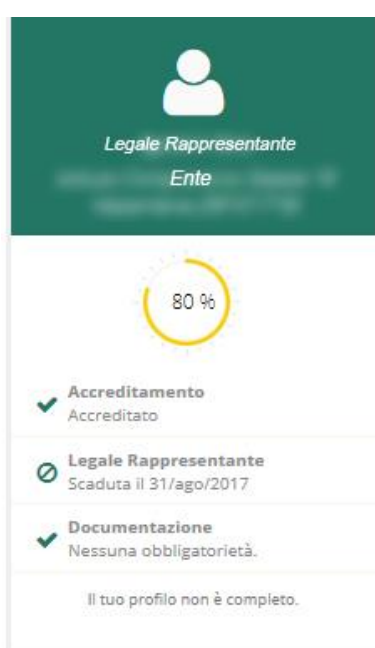 Legale Rappresentante
Ente
80 %
Accreditamento
Accreditato
Legale Rappresentante
Scaduta il 31/ago/2017
Documentazione
Nessuna obbligatorietà.
Il tuo profilo non è completo.